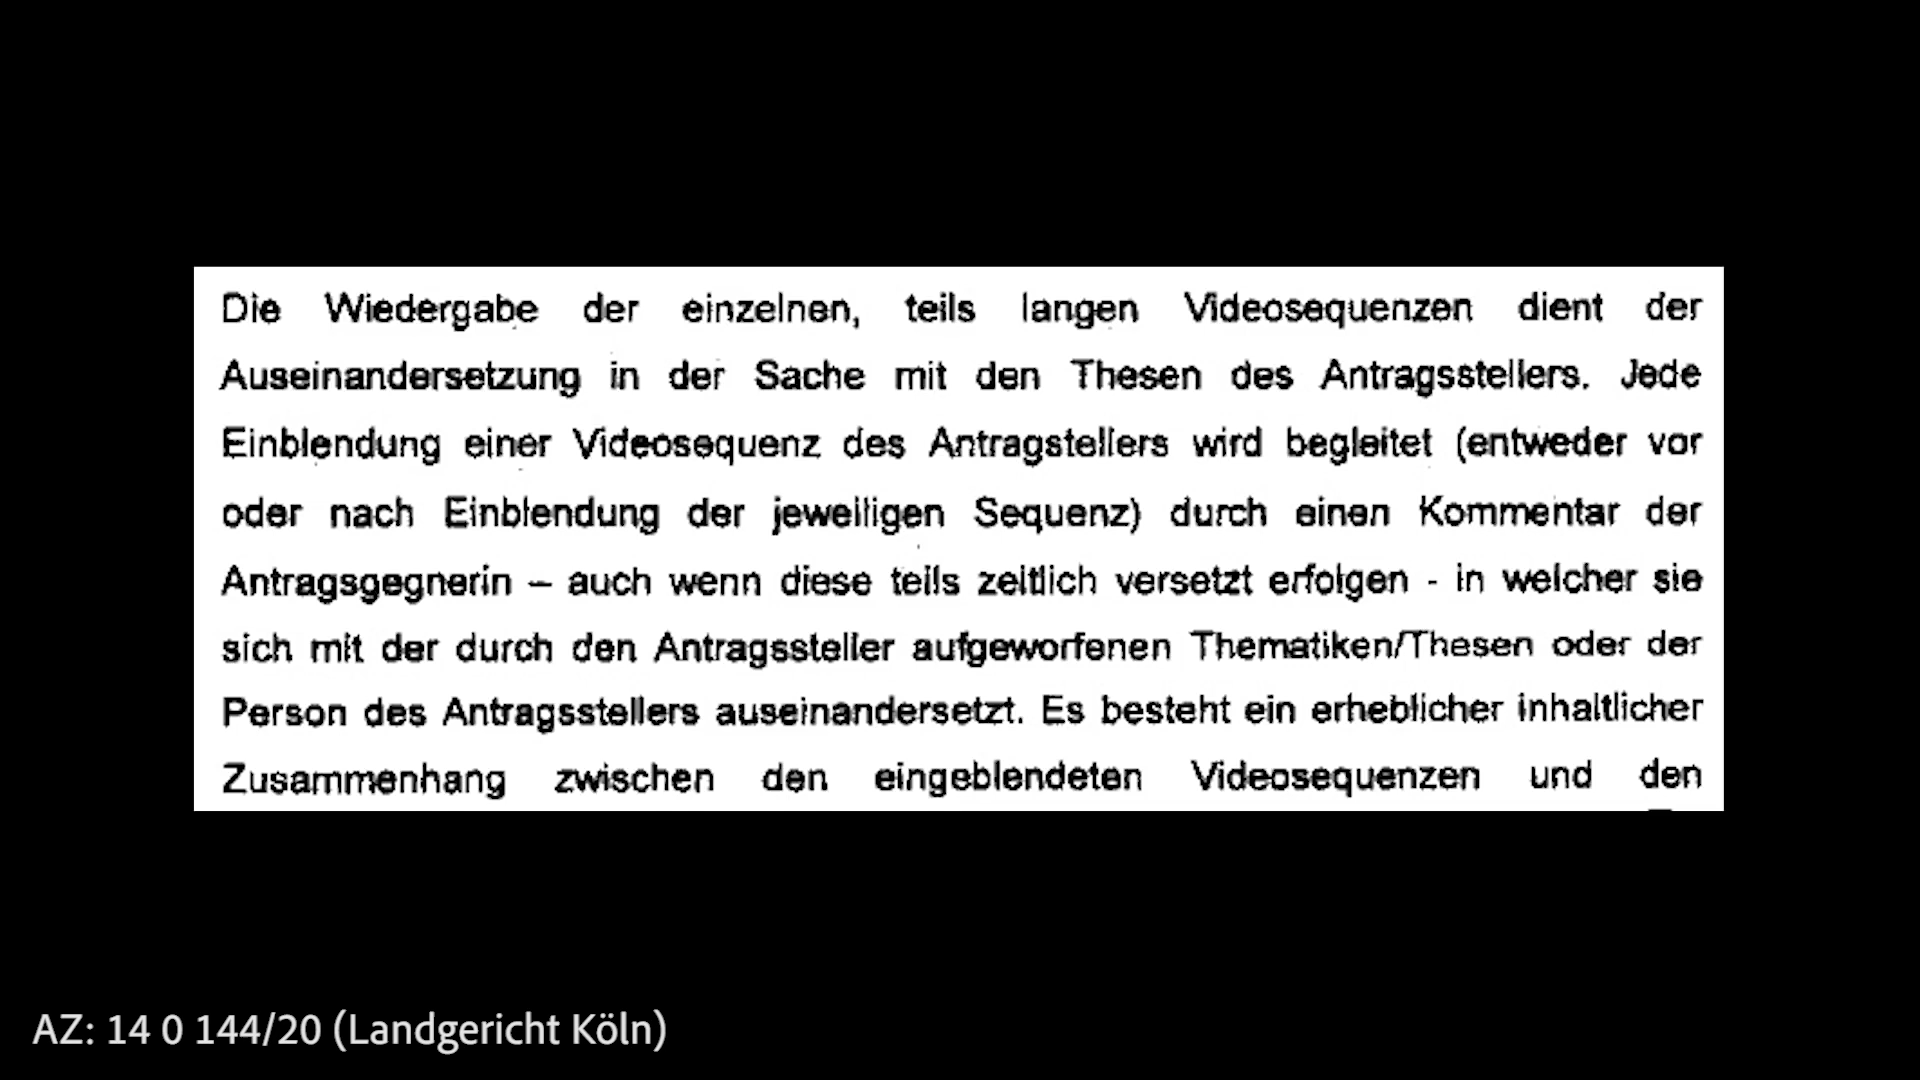 Die Wiedergabe der einzelnen, teils langen Videosequenzen dient der
Auseinandersetzung in der Sache mit den Thesen des Antragsstellers. Jede
Einblendung einer Videosequenz des Antragstellers wird begleitet (entweder vor
oder nach Einblendung der jeweiligen Sequenz) durch einen Kommentar der
Antragsgegnerin – auch wenn diese teils zeitlich versetzt erfolgen - in welcher sie
sich mit der durch den Antragssteller aufgeworfenen Thematiken/Thesen oder der
Person des Antragsstellers auseinandersetzt. Es besteht ein erheblicher inhaltlicher
Zusammenhang zwischen den eingeblendeten Videosequenzen und den
AZ: 14 0 144/20 (Landgericht Köln)